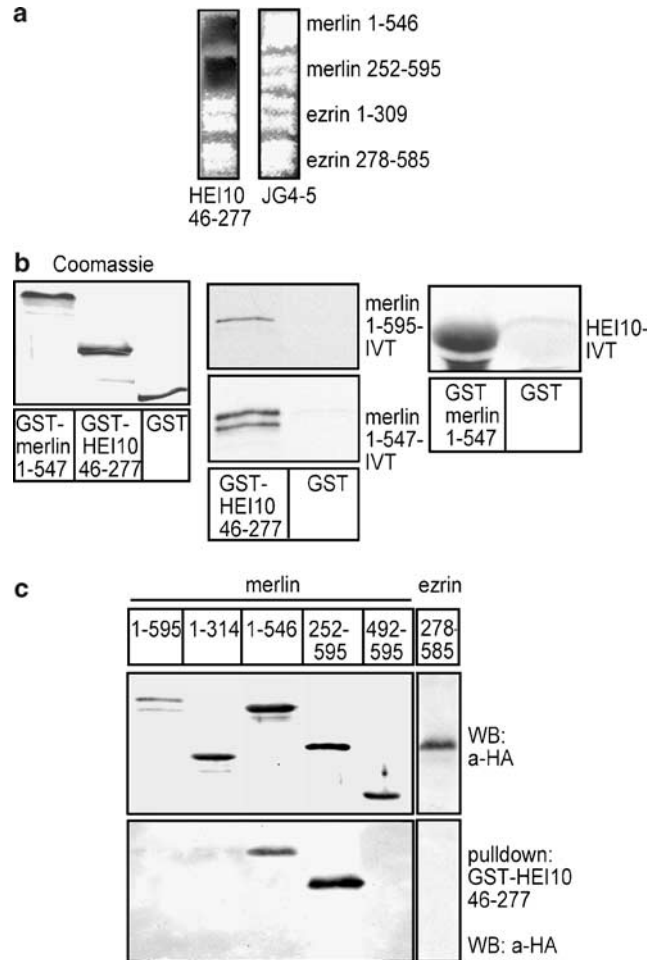 a
merlin 1-546
merlin 252-595
ezrin 1-309
ezrin 278-585
HEI10
46-277
JG4-5
b
Coomassie
GST-
merlin
1-547
GST-
HEI10
46-277
GST
merlin
1-595-
IVT
merlin
1-547-
IVT
GST-
HEI10
46-277
GST
HEI10-
IVT
GST
merlin
1-547
GST
c
merlin
ezrin
1-595
1-314
1-546
252-
595
492-
595
278-
585
WB:
a-HA
pulldown:
GST-HEI10
46-277
WB: a-HA